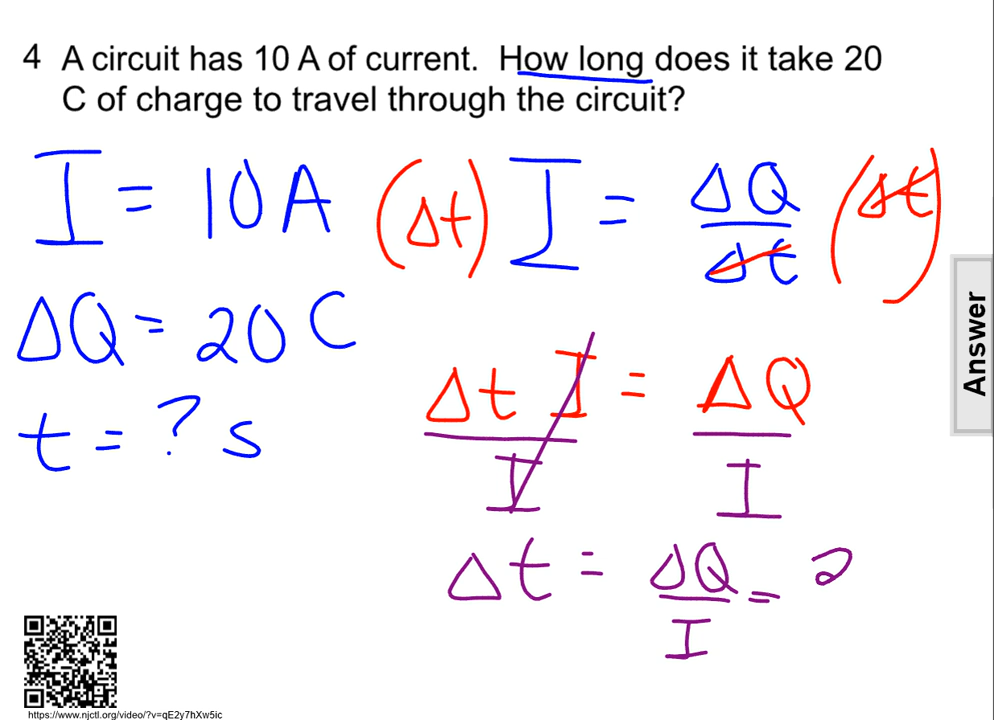 4 A circuit has 10 A of current. How long does it take 20
C of charge to travel through the circuit?
I = 10A
ΔQ = 20 C
t = ? s
(Δt) I = ΔQ/Δt (Δt)
Δt I / I = ΔQ / I
Δt = ΔQ/I = 2
Answer
https://www.njctl.org/video/?v=qE2y7hXw5ic